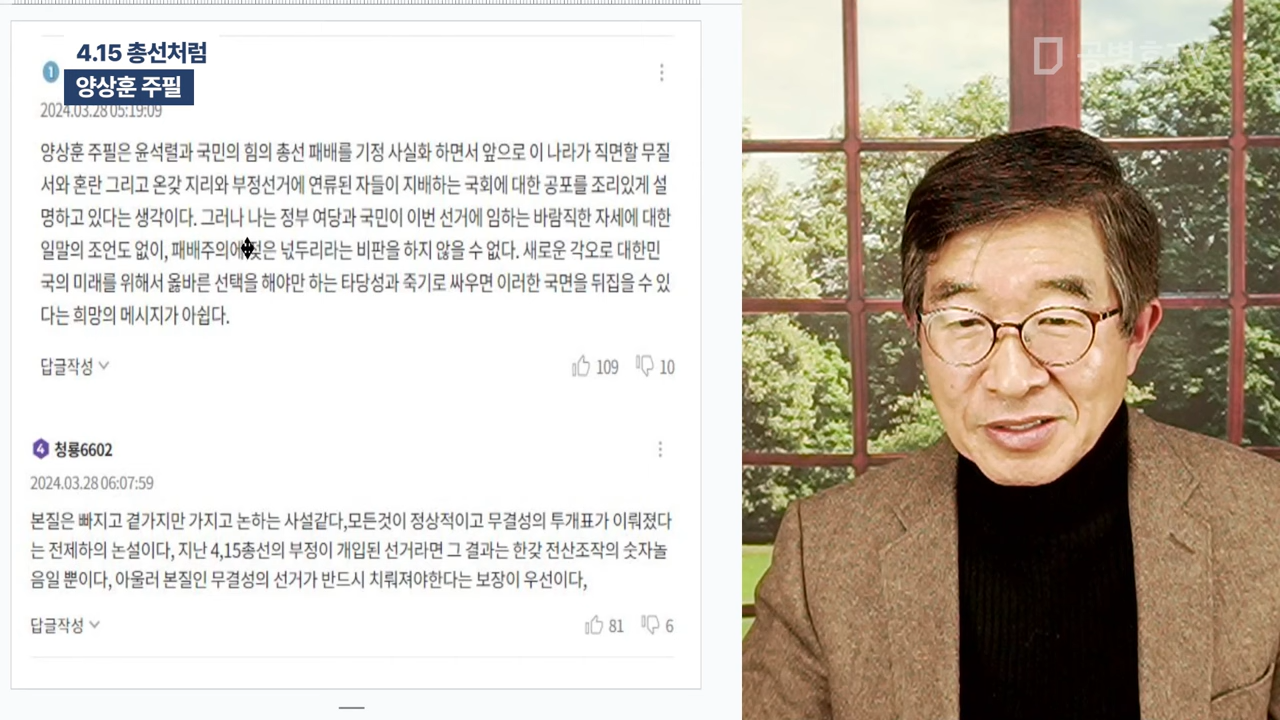 4.15 총선처럼
양상훈 주필
1
2024.03.28 05:19:09
양상훈 주필은 윤석렬과 국민의 힘의 총선 패배를 기정 사실화 하면서 앞으로 이 나라가 직면할 무질
서와 혼란 그리고 온갖 지리와 부정선거에 연류된 자들이 지배하는 국회에 대한 공포를 조리있게 설
명하고 있다는 생각이다. 그러나 나는 정부 여당과 국민이 이번 선거에 임하는 바람직한 자세에 대한
일말의 조언도 없이, 패배주의에 젖은 넋두리라는 비판을 하지 않을 수 없다. 새로운 각오로 대한민
국의 미래를 위해서 옳바른 선택을 해야만 하는 타당성과 죽기로 싸우면 이러한 국면을 뒤집을 수 있
다는 희망의 메시지가 아쉽다.
답글작성
109 10
4 청룡6602
2024.03.28 06:07:59
본질은 빠지고 곁가지만 가지고 논하는 사설같다,모든것이 정상적이고 무결성의 투개표가 이뤄졌다
는 전제하의 논설이다, 지난 4,15총선의 부정이 개입된 선거라면 그 결과는 한갖 전산조작의 숫자놀
음일 뿐이다, 아울러 본질인 무결성의 선거가 반드시 치뤄져야한다는 보장이 우선이다,
답글작성
81 6